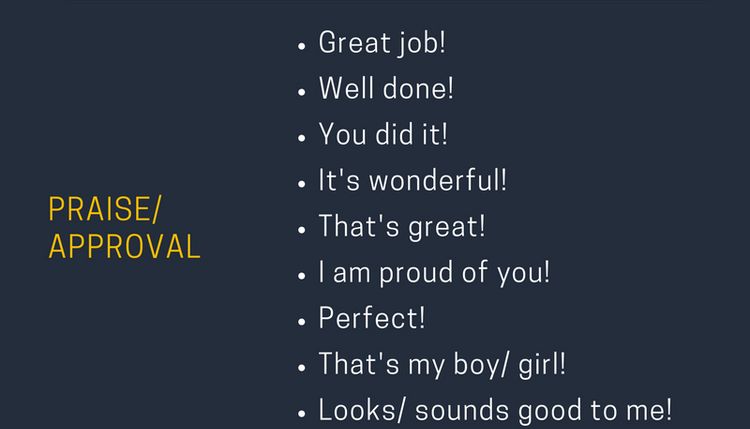 PRAISE/
APPROVAL
• Great job!
• Well done!
• You did it!
• It's wonderful!
• That's great!
• I am proud of you!
• Perfect!
• That's my boy/ girl!
• Looks/ sounds good to me!